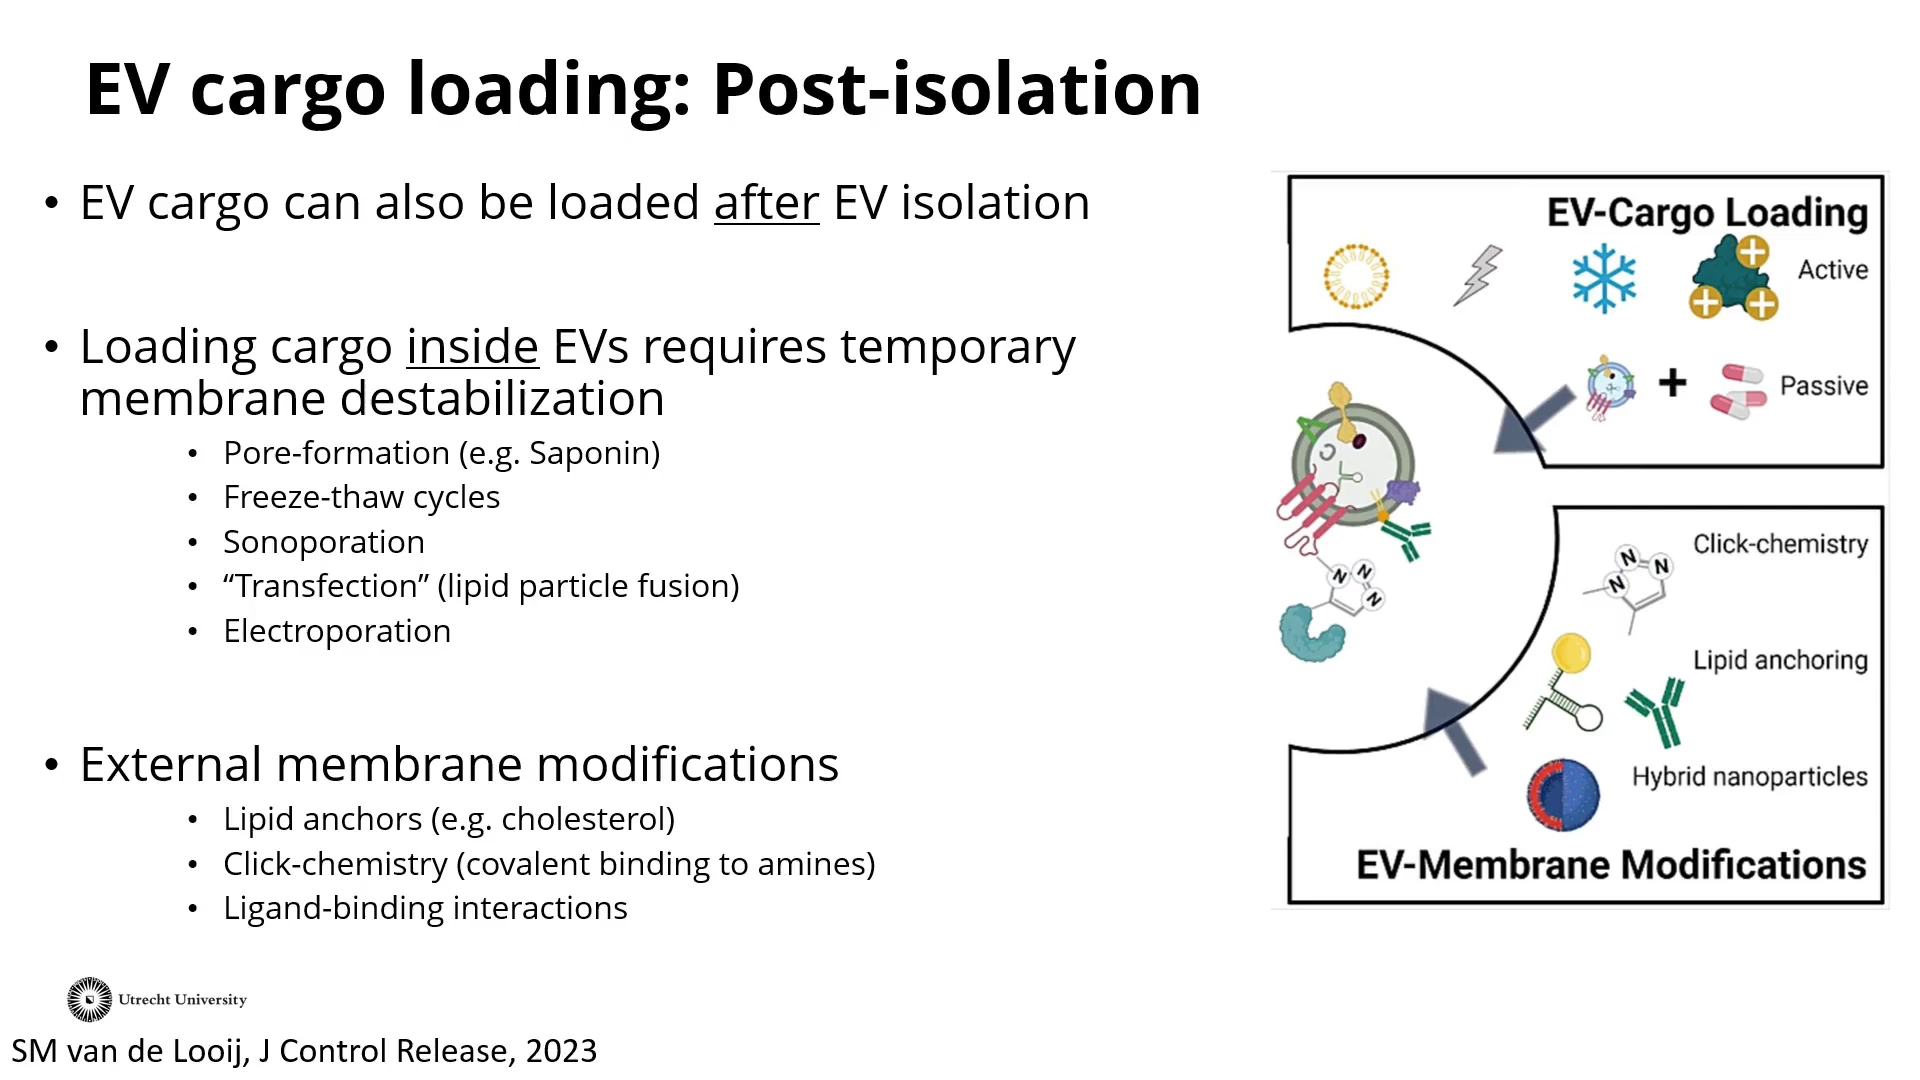 EV cargo loading: Post-isolation
• EV cargo can also be loaded after EV isolation
• Loading cargo inside EVs requires temporary
membrane destabilization
• Pore-formation (e.g. Saponin)
• Freeze-thaw cycles
• Sonoporation
• “Transfection” (lipid particle fusion)
• Electroporation
• External membrane modifications
• Lipid anchors (e.g. cholesterol)
• Click-chemistry (covalent binding to amines)
• Ligand-binding interactions
EV-Cargo Loading
Active
+ Passive
N N
N
Click-chemistry
N N
N
Lipid anchoring
Hybrid nanoparticles
EV-Membrane Modifications
Utrecht University
SM van de Looij, J Control Release, 2023